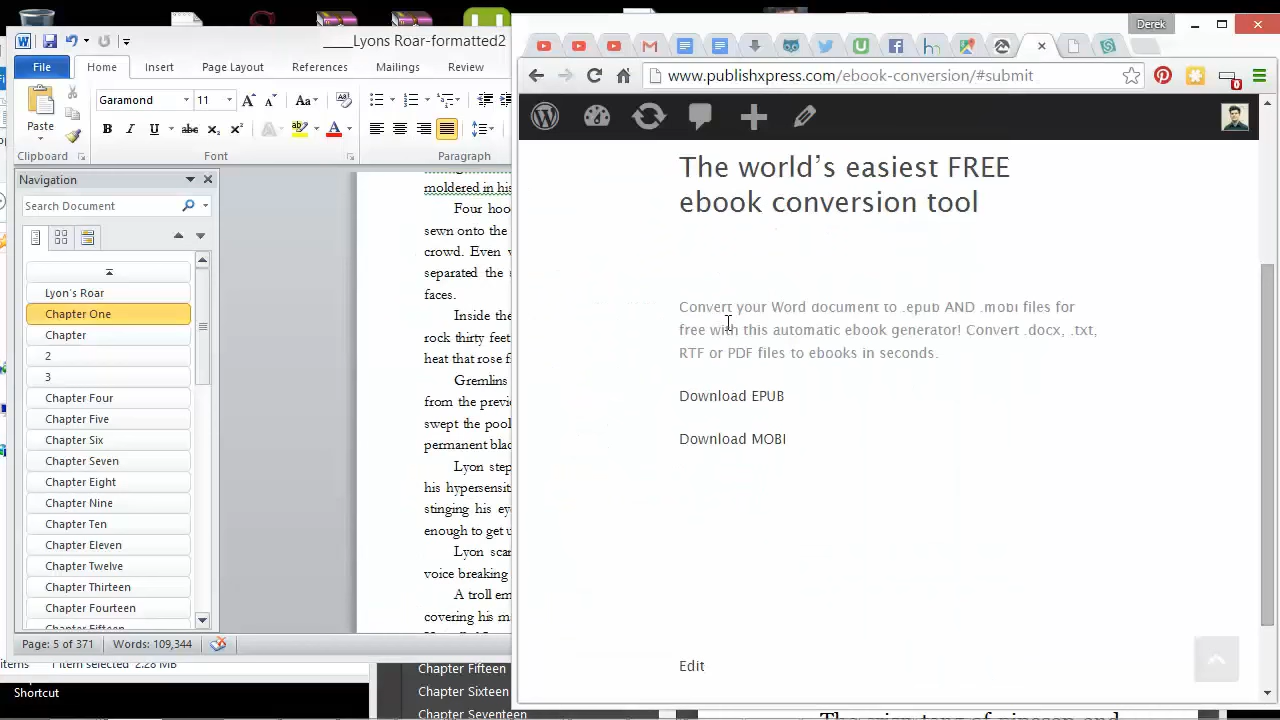 ____Lyons Roar-formatted2
File
Home
Insert
Page Layout
References
Mailings
Review
Paste
Garamond
11
Clipboard
Font
Paragraph
Navigation
Search Document
Lyon's Roar
Chapter One
Chapter
2
3
Chapter Four
Chapter Five
Chapter Six
Chapter Seven
Chapter Eight
Chapter Nine
Chapter Ten
Chapter Eleven
Chapter Twelve
Chapter Thirteen
Chapter Fourteen
Chapter Fifteen
moldered in his
Four hoo
sewn onto the
crowd. Even w
separated the
faces.
Inside the
rock thirty feet
heat that rose f
Gremlins
from the previo
swept the pool
permanent blac
Lyon step
his hypersensit
stinging his ey
enough to get u
Lyon scan
voice breaking
A troll em
covering his m
Page: 5 of 371
Words: 109,344
items
1 item selected 2.28 MB
Shortcut
Chapter Fifteen
Chapter Sixteen
Chapter Seventeen
Derek
www.publishxpress.com/ebook-conversion/#submit
0
The world's easiest FREE
ebook conversion tool
Convert your Word document to .epub AND .mobi files for
free with this automatic ebook generator! Convert .docx, .txt,
RTF or PDF files to ebooks in seconds.
Download EPUB
Download MOBI
Edit